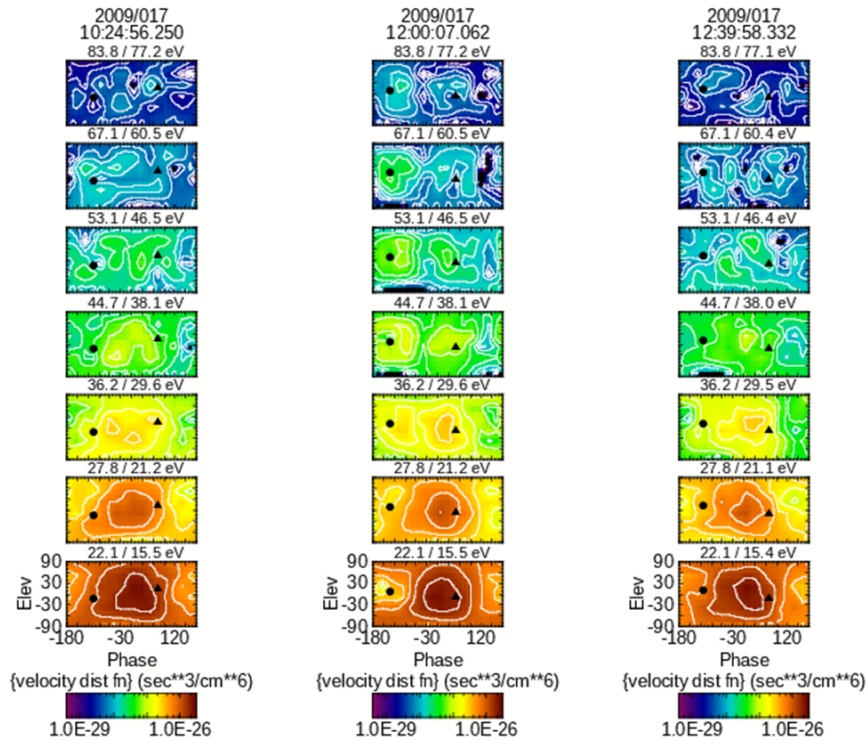 2009/017
10:24:56.250
83.8 / 77.2 eV
67.1 / 60.5 eV
53.1 / 46.5 eV
44.7 / 38.1 eV
36.2 / 29.6 eV
27.8 / 21.2 eV
22.1 / 15.5 eV
90
30
-30
-90
Elev
-180 -30 120
Phase
{velocity dist fn} (sec**3/cm**6)
1.0E-29 1.0E-26
2009/017
12:00:07.062
83.8 / 77.2 eV
67.1 / 60.5 eV
53.1 / 46.5 eV
44.7 / 38.1 eV
36.2 / 29.6 eV
27.8 / 21.2 eV
22.1 / 15.5 eV
90
30
-30
-90
Elev
-180 -30 120
Phase
{velocity dist fn} (sec**3/cm**6)
1.0E-29 1.0E-26
2009/017
12:39:58.332
83.8 / 77.1 eV
67.1 / 60.4 eV
53.1 / 46.4 eV
44.7 / 38.0 eV
36.2 / 29.5 eV
27.8 / 21.1 eV
22.1 / 15.4 eV
90
30
-30
-90
Elev
-180 -30 120
Phase
{velocity dist fn} (sec**3/cm**6)
1.0E-29 1.0E-26